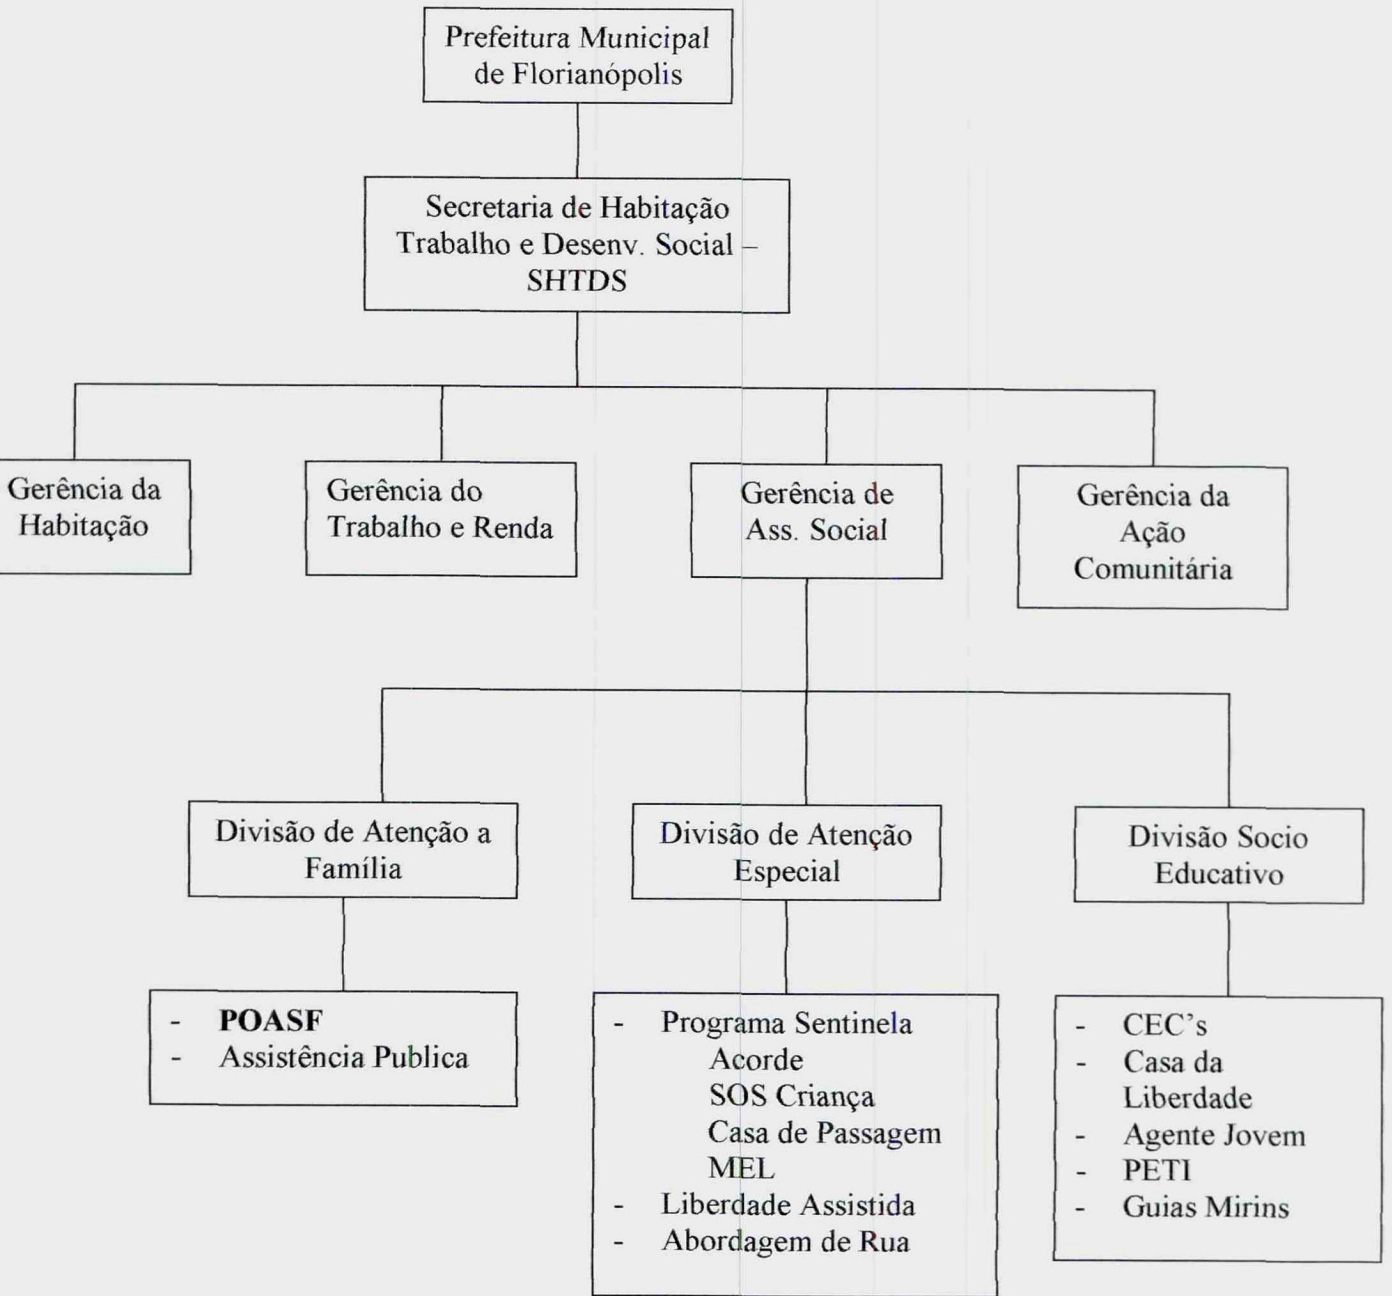 Prefeitura Municipal
de Florianópolis
Secretaria de Habitação
Trabalho e Desenv. Social –
SHTDS
Gerência da
Habitação
Gerência do
Trabalho e Renda
Gerência de
Ass. Social
Gerência da
Ação
Comunitária
Divisão de Atenção a
Família
Divisão de Atenção
Especial
Divisão Socio
Educativo
- POASF
- Assistência Publica
- Programa Sentinela
Acorde
SOS Criança
Casa de Passagem
MEL
- Liberdade Assistida
- Abordagem de Rua
- CEC's
- Casa da
Liberdade
- Agente Jovem
- PETI
- Guias Mirins